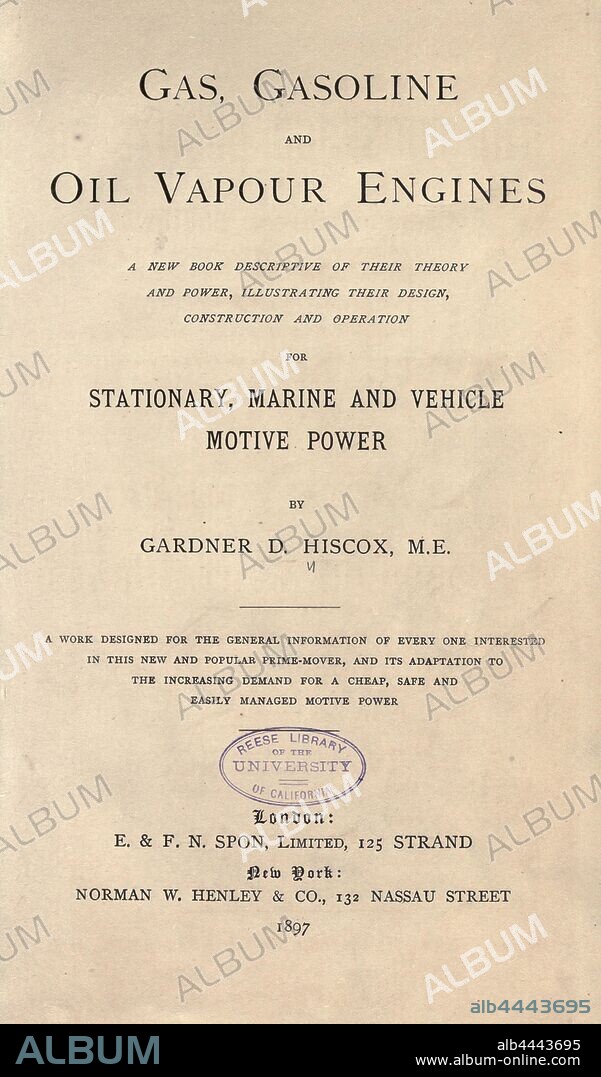 GAS, GASOLINE
AND
OIL VAPOUR ENGINES
A NEW BOOK DESCRIPTIVE OF THEIR THEORY
AND POWER, ILLUSTRATING THEIR DESIGN,
CONSTRUCTION AND OPERATION
FOR
STATIONARY, MARINE AND VEHICLE
MOTIVE POWER
BY
GARDNER D. HISCOX, M.E.
A WORK DESIGNED FOR THE GENERAL INFORMATION OF EVERY ONE INTERESTED
IN THIS NEW AND POPULAR PRIME-MOVER, AND ITS ADAPTATION TO
THE INCREASING DEMAND FOR A CHEAP, SAFE AND
EASILY MANAGED MOTIVE POWER
REESE LIBRARY
OF THE
UNIVERSITY
OF CALIFORNIA
London:
E. & F. N. SPON, LIMITED, 125 STRAND
New York:
NORMAN W. HENLEY & CO., 132 NASSAU STREET
1897
alb4443695
ALBUM
alb4443695
www.album-online.com